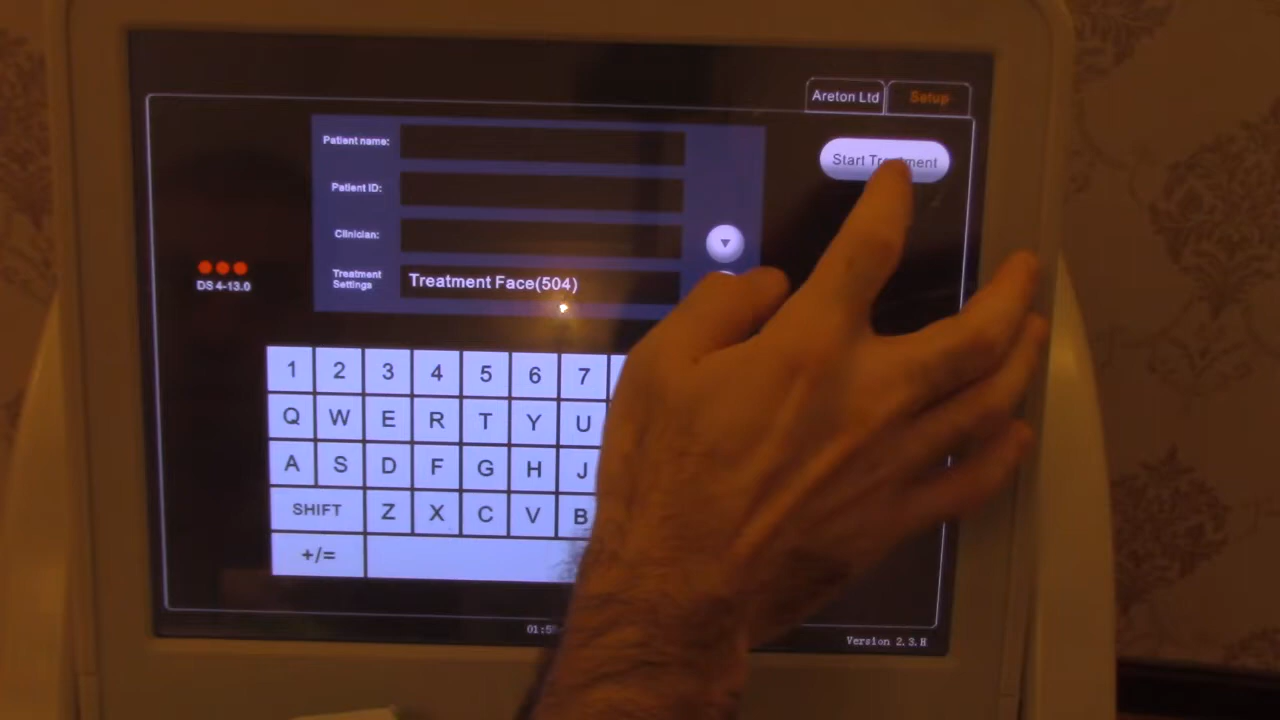 Areton Ltd
Setup
Patient name:
Start Treatment
Patient ID:
Clinician:
▼
DS 4-13.0
Treatment
Settings
Treatment Face(504)
1 2 3 4 5 6 7
Q W E R T Y U
A S D F G H J
SHIFT Z X C V B
+/=
Version 2.3.H